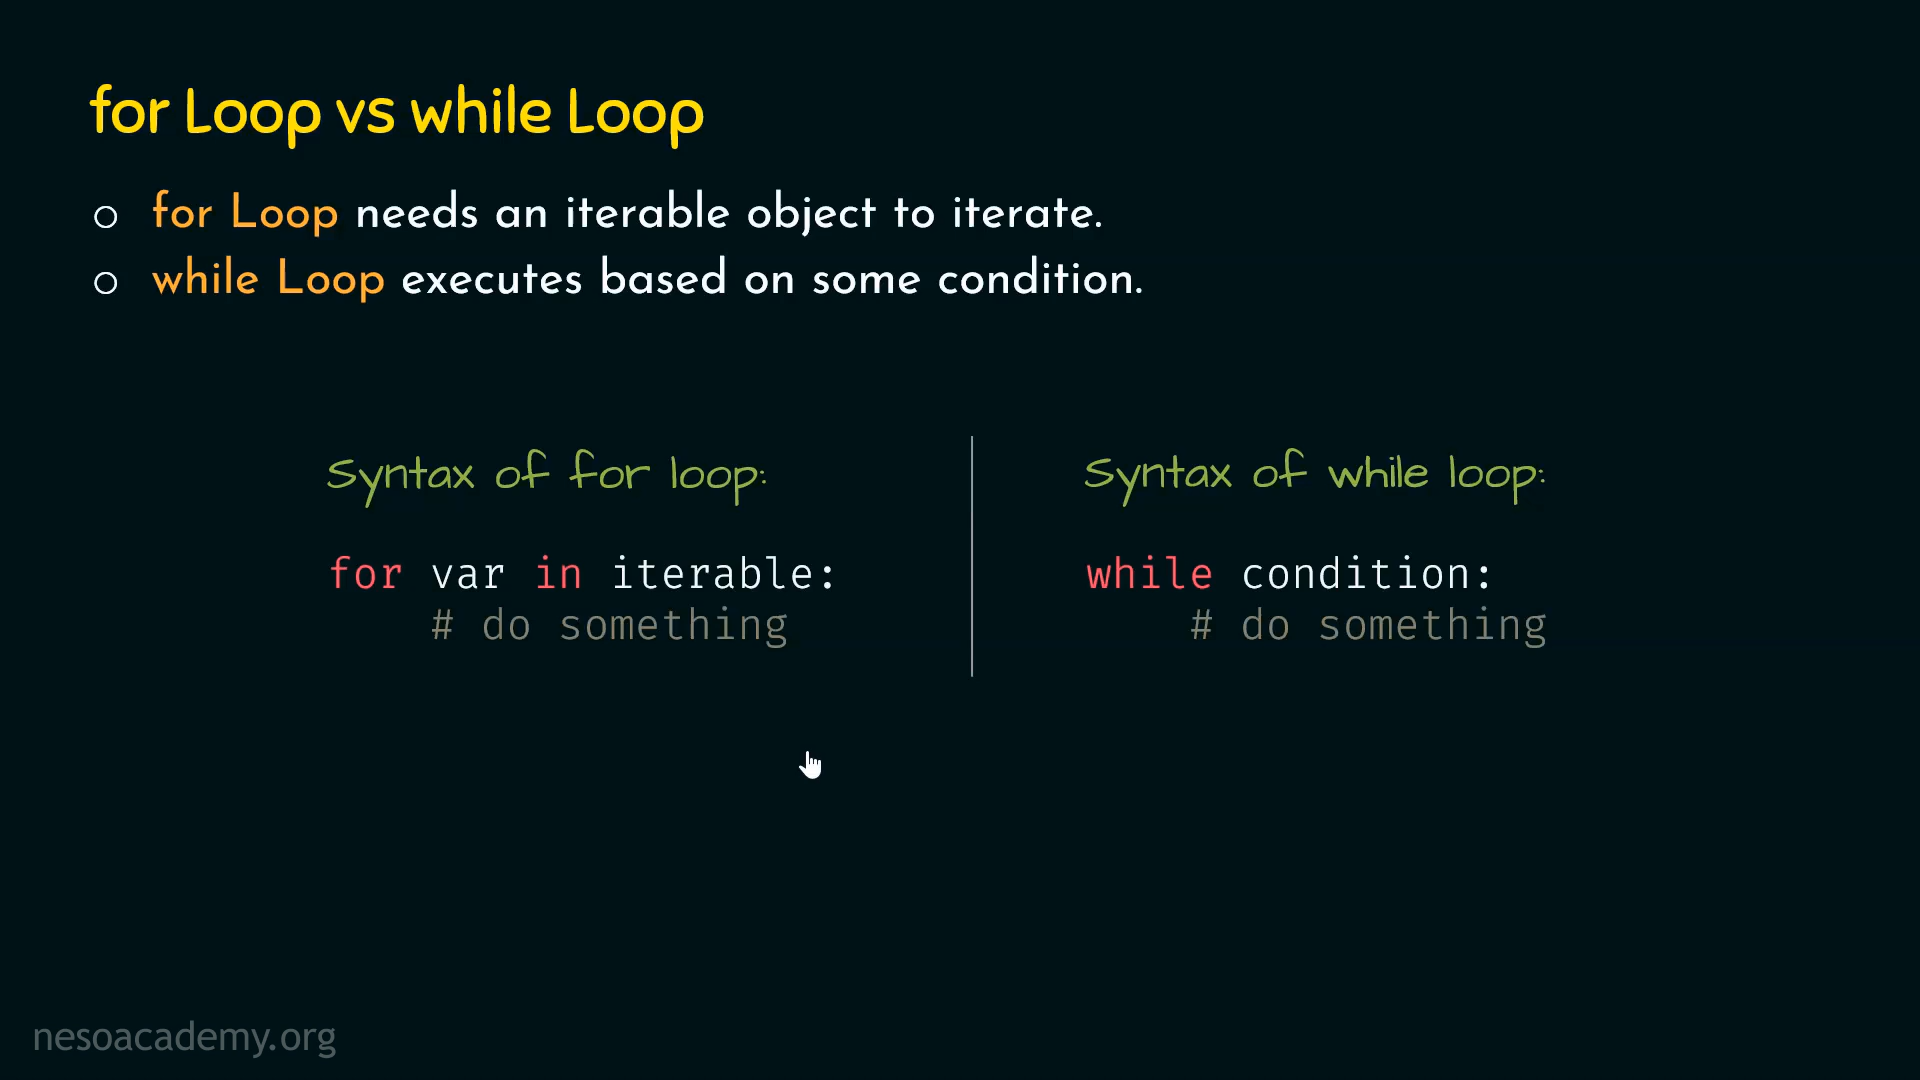 for Loop vs while Loop
for Loop needs an iterable object to iterate.
while Loop executes based on some condition.
Syntax of for loop:
for var in iterable:
# do something
Syntax of while loop:
while condition:
# do something
nesoacademy.org